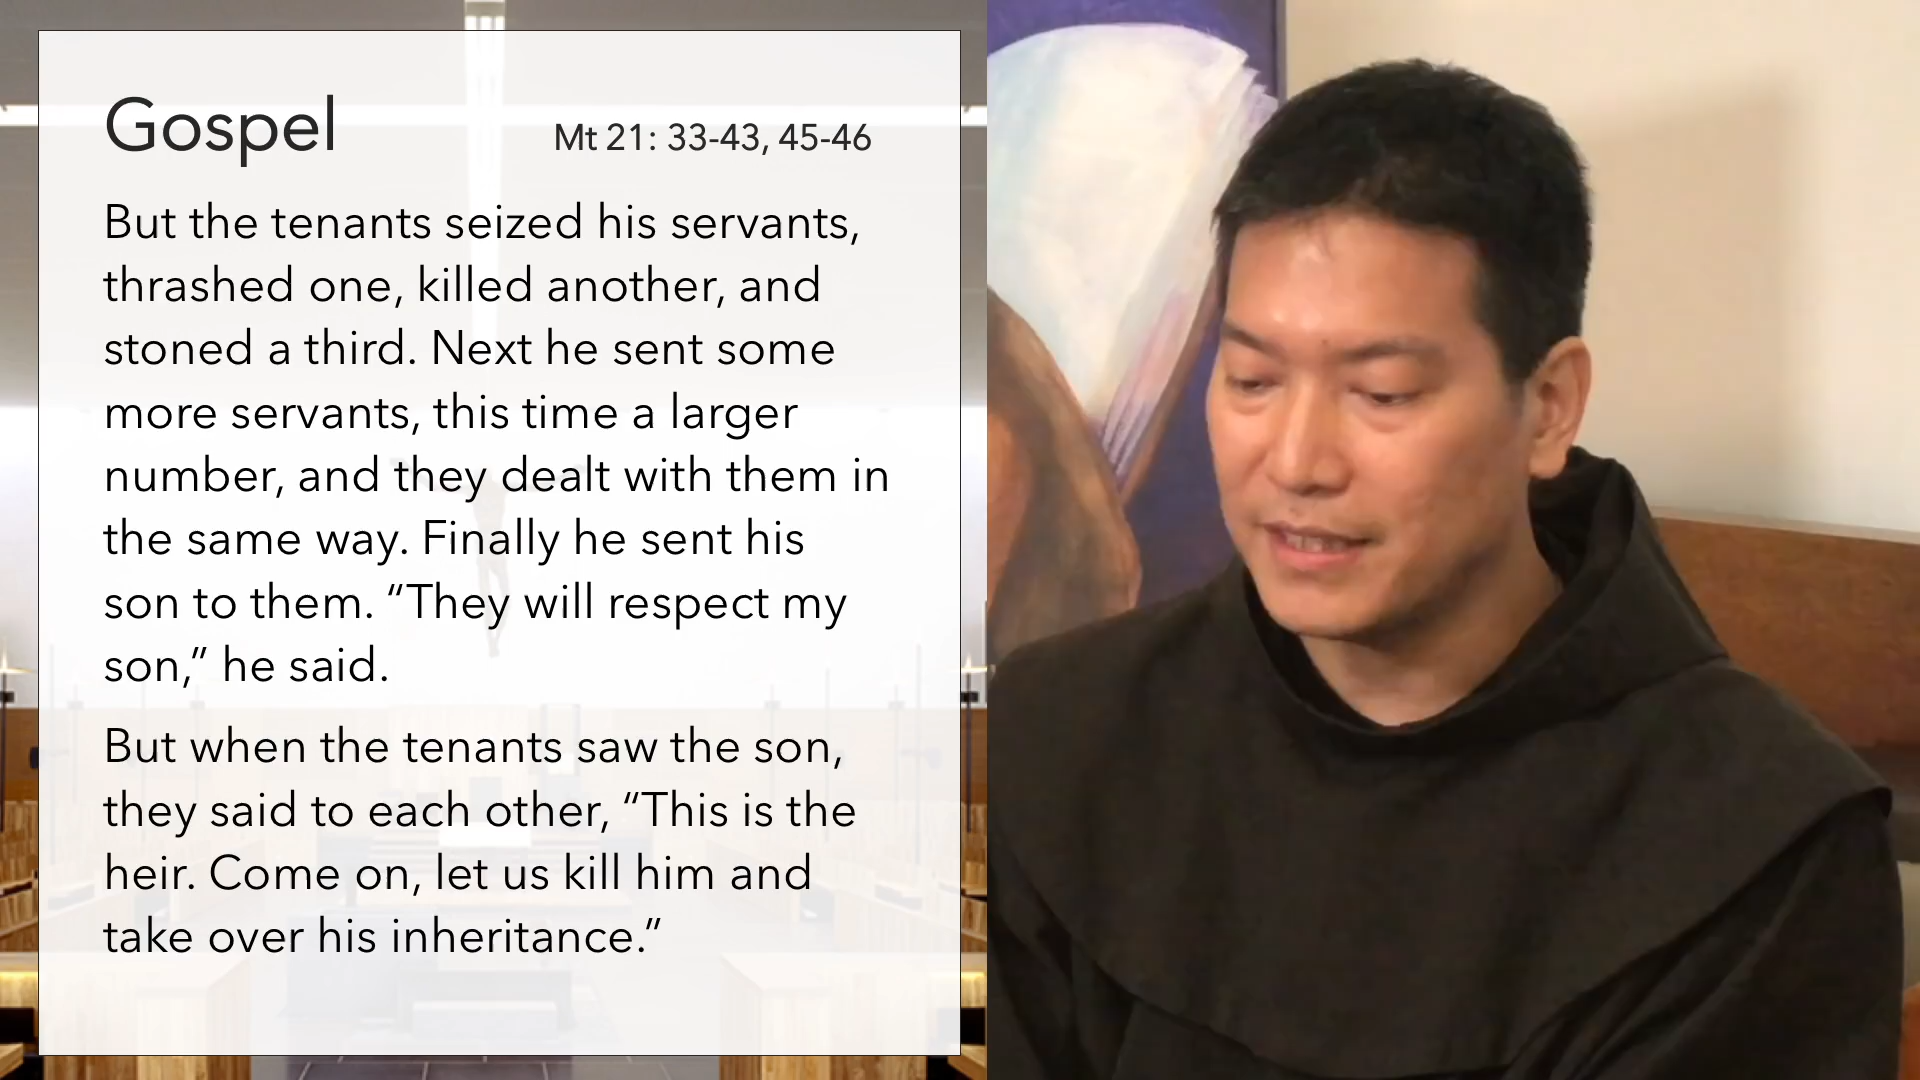 Gospel
Mt 21: 33-43, 45-46
But the tenants seized his servants,
thrashed one, killed another, and
stoned a third. Next he sent some
more servants, this time a larger
number, and they dealt with them in
the same way. Finally he sent his
son to them. “They will respect my
son,” he said.
But when the tenants saw the son,
they said to each other, “This is the
heir. Come on, let us kill him and
take over his inheritance.”